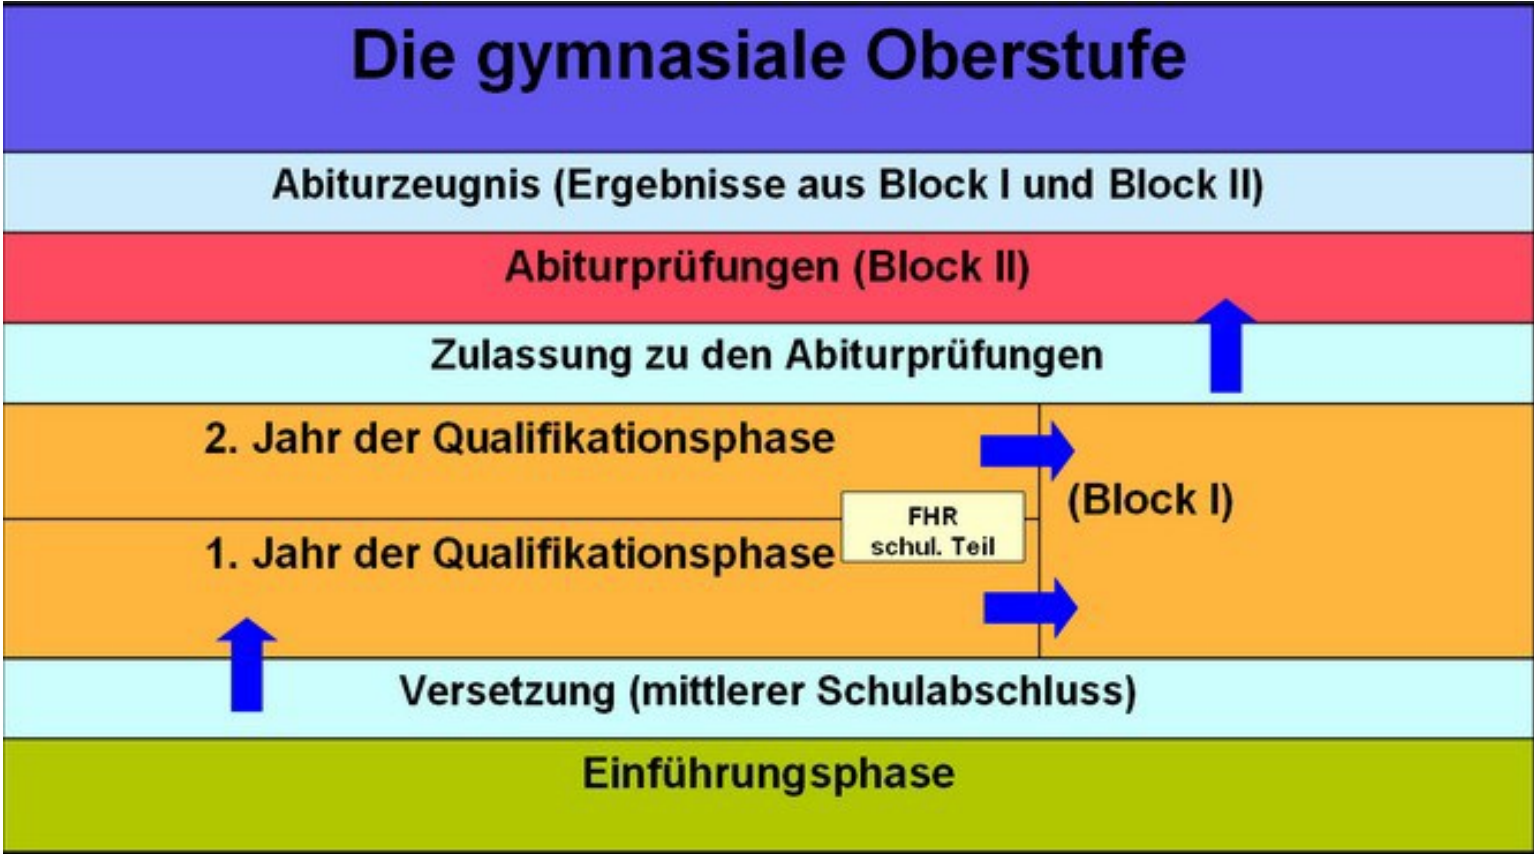 Die gymnasiale Oberstufe
Abiturzeugnis (Ergebnisse aus Block I und Block II)
Abiturprüfungen (Block II)
Zulassung zu den Abiturprüfungen
2. Jahr der Qualifikationsphase
(Block I)
FHR
schul. Teil
1. Jahr der Qualifikationsphase
Versetzung (mittlerer Schulabschluss)
Einführungsphase